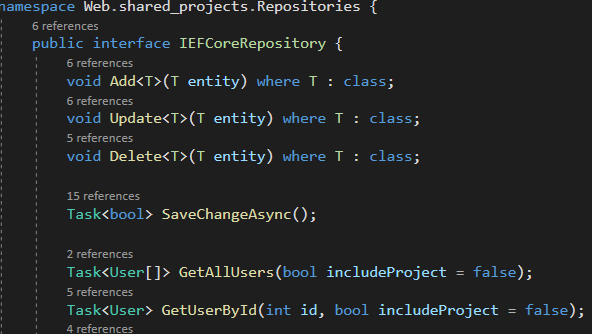 namespace Web.shared_projects.Repositories {
6 references
public interface IEFCoreRepository {
6 references
void Add<T>(T entity) where T : class;
6 references
void Update<T>(T entity) where T : class;
5 references
void Delete<T>(T entity) where T : class;
15 references
Task<bool> SaveChangeAsync();
2 references
Task<User[]> GetAllUsers(bool includeProject = false);
5 references
Task<User> GetUserById(int id, bool includeProject = false);
4 references